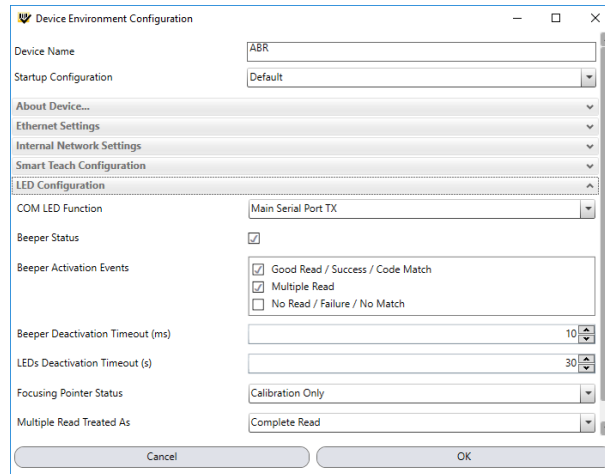 Device Environment Configuration
Device Name ABR
Startup Configuration Default
About Device...
Ethernet Settings
Internal Network Settings
Smart Teach Configuration
LED Configuration
COM LED Function Main Serial Port TX
Beeper Status
Beeper Activation Events Good Read / Success / Code Match
Multiple Read
No Read / Failure / No Match
Beeper Deactivation Timeout (ms) 10
LEDs Deactivation Timeout (s) 30
Focusing Pointer Status Calibration Only
Multiple Read Treated As Complete Read
Cancel OK